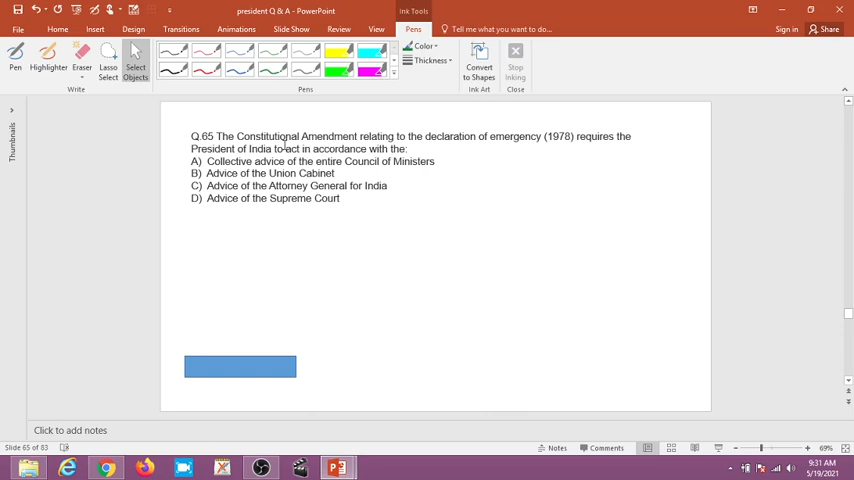 president Q & A - PowerPoint
Ink Tools
Sign in
Share
File
Home
Insert
Design
Transitions
Animations
Slide Show
Review
View
Pens
Tell me what you want to do...
Pen
Highlighter
Eraser
Lasso
Select
Select
Objects
Color
Thickness
Convert
to Shapes
Stop
Inking
Write
Pens
Ink Art
Close
Thumbnails
Q.65 The Constitutional Amendment relating to the declaration of emergency (1978) requires the
President of India to act in accordance with the:
A) Collective advice of the entire Council of Ministers
B) Advice of the Union Cabinet
C) Advice of the Attorney General for India
D) Advice of the Supreme Court
Click to add notes
Slide 65 of 83
Notes
Comments
69%
9:31 AM
5/19/2021